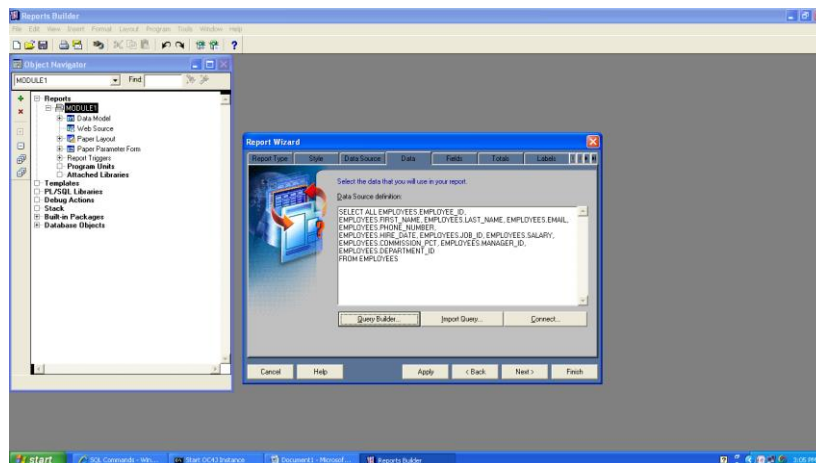 Reports Builder
File Edit View Insert Format Layout Program Tools Window Help
Object Navigator
MODULE1 Find
Reports
MODULE1
Data Model
Web Source
Paper Layout
Paper Parameter Form
Report Triggers
Program Units
Attached Libraries
Templates
PL/SQL Libraries
Debug Actions
Stack
Built-in Packages
Database Objects
Report Wizard
Report Type Style Data Source Data Fields Totals Labels
Select the data that you will use in your report.
Data Source definition:
SELECT ALL EMPLOYEES.EMPLOYEE_ID,
EMPLOYEES.FIRST_NAME, EMPLOYEES.LAST_NAME, EMPLOYEES.EMAIL,
EMPLOYEES.PHONE_NUMBER,
EMPLOYEES.HIRE_DATE, EMPLOYEES.JOB_ID, EMPLOYEES.SALARY,
EMPLOYEES.COMMISSION_PCT, EMPLOYEES.MANAGER_ID,
EMPLOYEES.DEPARTMENT_ID
FROM EMPLOYEES
Query Builder... Import Query... Connect...
Cancel Help Apply < Back Next > Finish
start SQL Commands - Win... Start OC4J Instance Document1 - Microsof... Reports Builder 3:05 PM